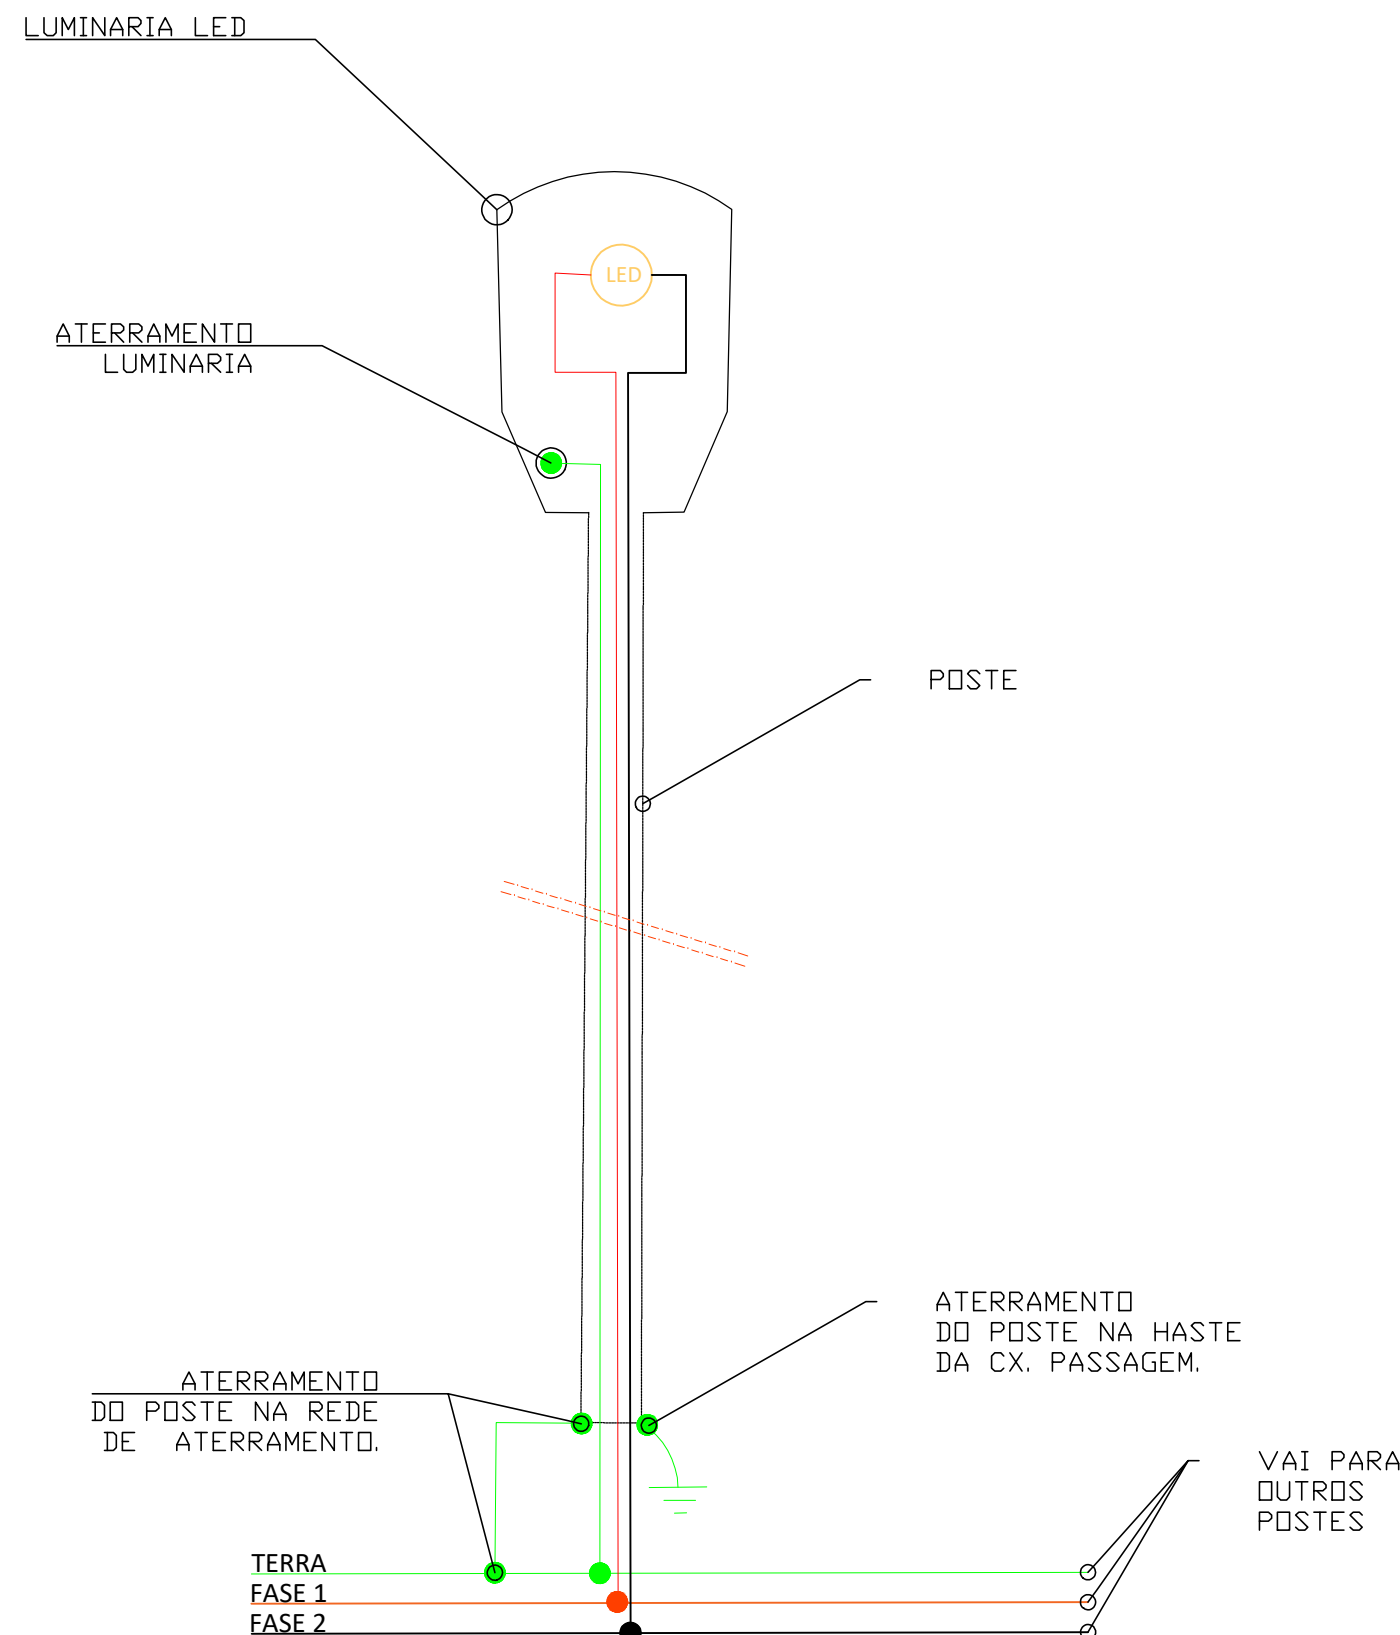 LUMINARIA LED
LED
ATERRAMENTO
LUMINARIA
POSTE
ATERRAMENTO
DO POSTE NA HASTE
DA CX. PASSAGEM.
ATERRAMENTO
DO POSTE NA REDE
DE ATERRAMENTO.
VAI PARA
OUTROS
POSTES
TERRA
FASE 1
FASE 2